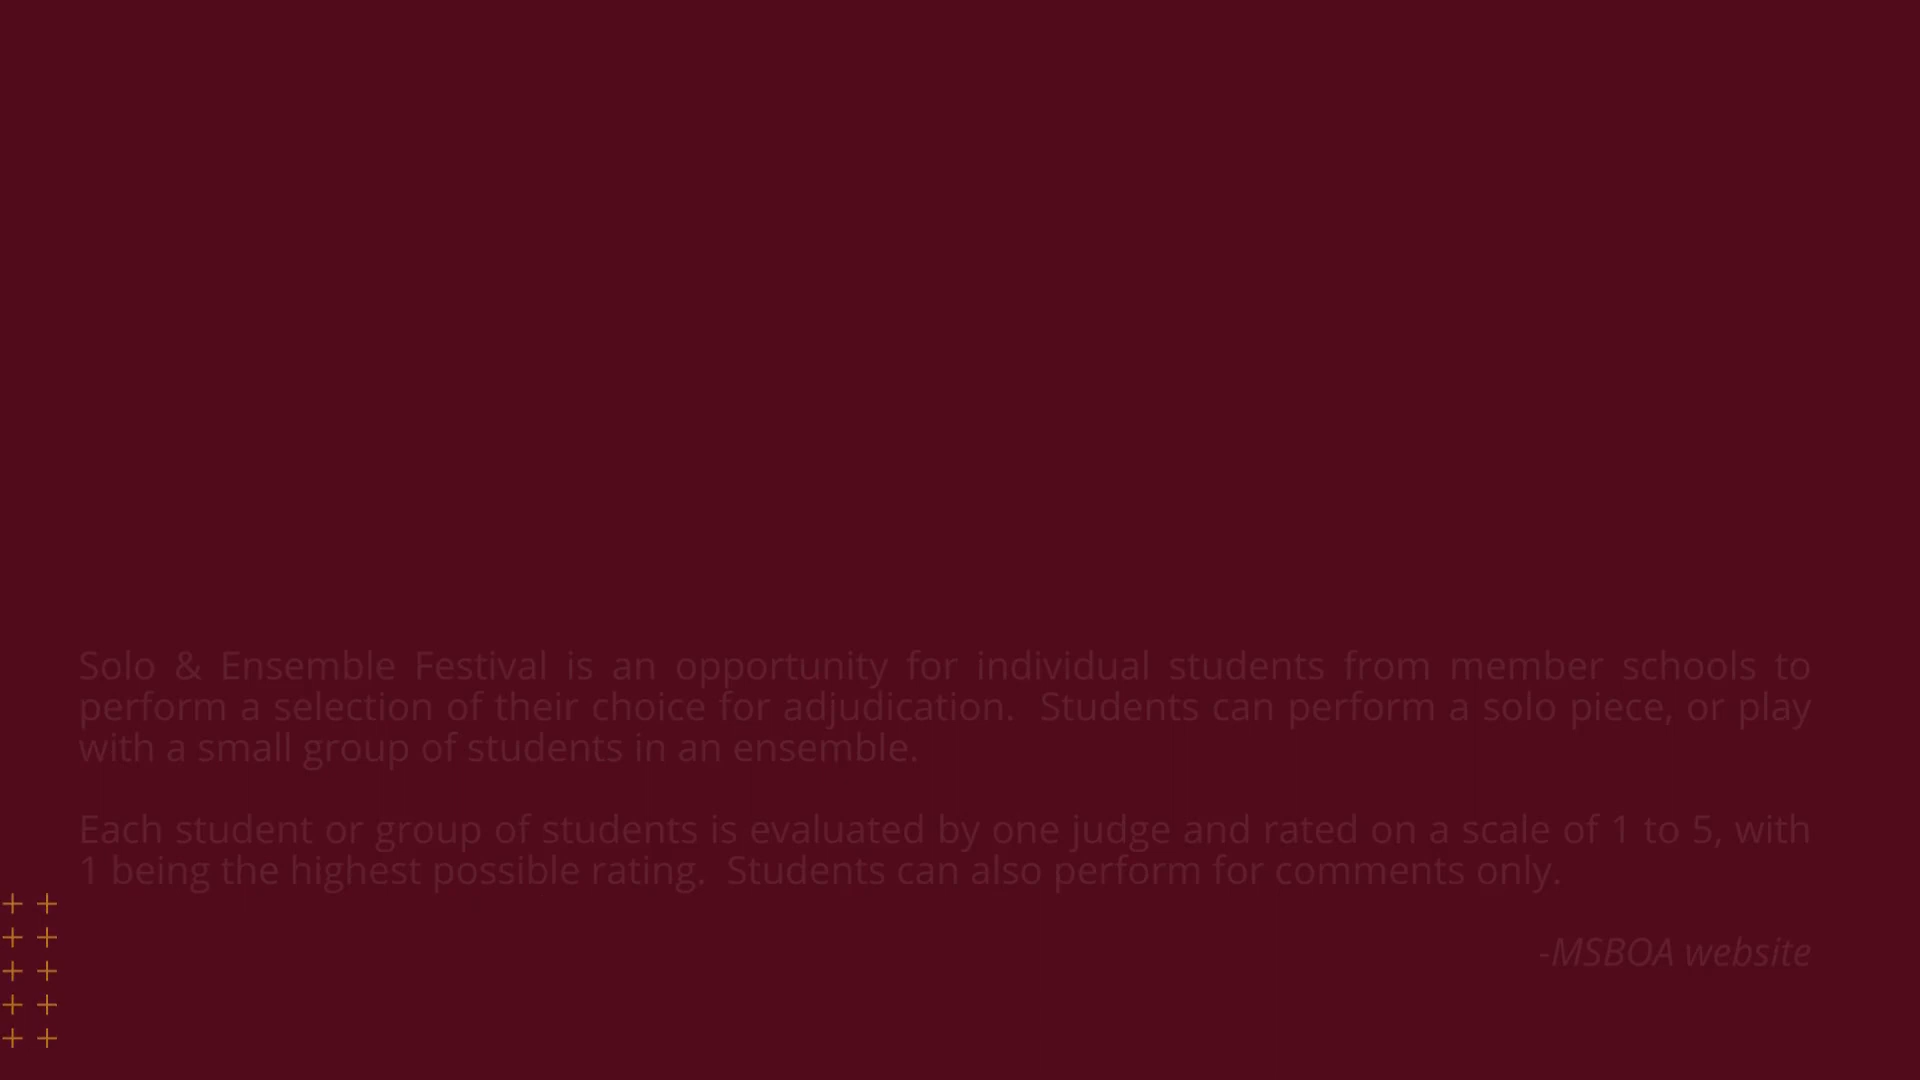 Solo & Ensemble Festival is an opportunity for individual students from member schools to
perform a selection of their choice for adjudication. Students can perform a solo piece, or play
with a small group of students in an ensemble.
Each student or group of students is evaluated by one judge and rated on a scale of 1 to 5, with
1 being the highest possible rating. Students can also perform for comments only.
-MSBOA website